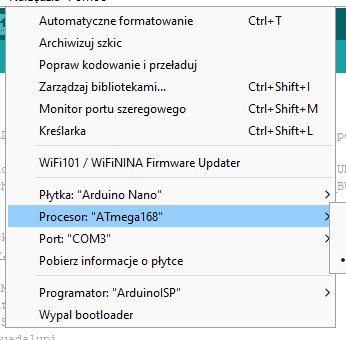 Automatyczne formatowanie Ctrl+T
Archiwizuj szkic
Popraw kodowanie i przeładuj
Zarządzaj bibliotekami... Ctrl+Shift+I
Monitor portu szeregowego Ctrl+Shift+M
Kreślarka Ctrl+Shift+L
WiFi101 / WiFiNINA Firmware Updater
Płytka: "Arduino Nano"
Procesor: "ATmega168"
Port: "COM3"
Pobierz informacje o płytce
Programator: "ArduinoISP"
Wypal bootloader